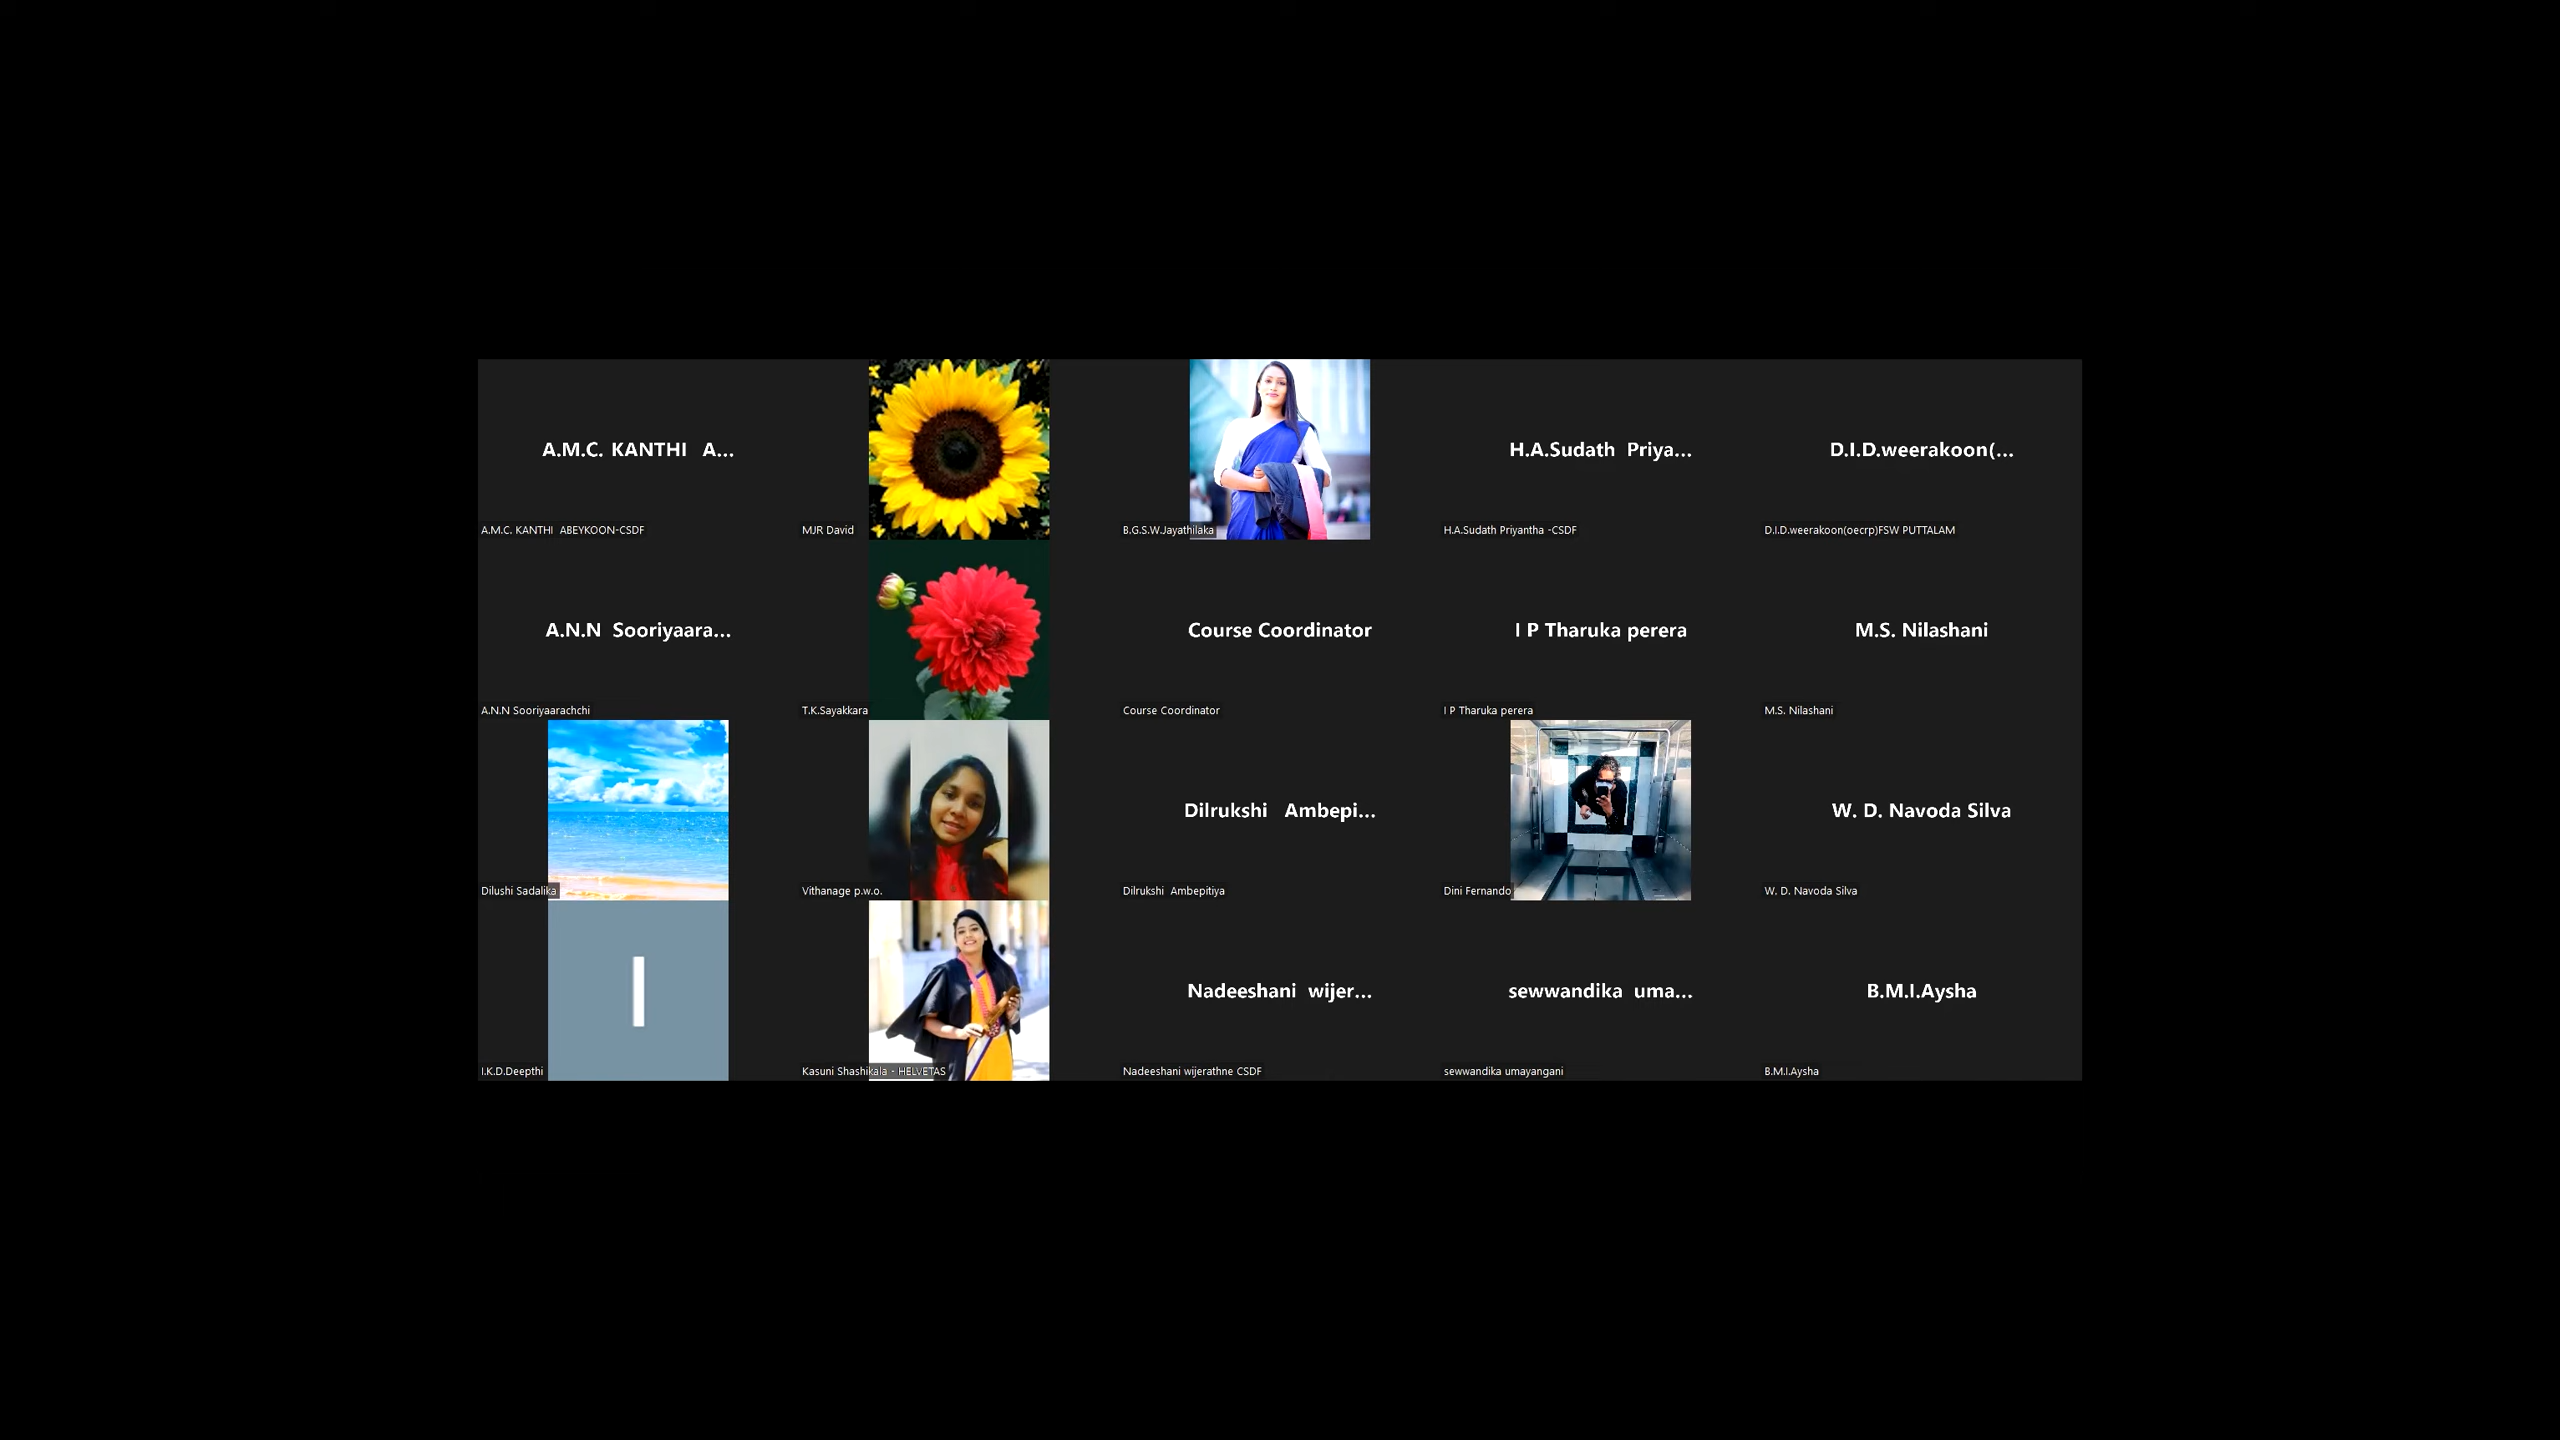 A.M.C. KANTHI  A...
A.M.C. KANTHI  ABEYKOON-CSDF
MJR David
B.G.S.W.Jayathilaka
H.A.Sudath  Priya...
H.A.Sudath Priyantha -CSDF
D.I.D.weerakoon(...
D.I.D.weerakoon(oecrp)FSW PUTTALAM
A.N.N  Sooriyaara...
A.N.N Sooriyaarachchi
T.K.Sayakkara
Course Coordinator
Course Coordinator
I P Tharuka perera
I P Tharuka perera
M.S. Nilashani
M.S. Nilashani
Dilushi Sadalika
Vithanage p.w.o.
Dilrukshi  Ambepi...
Dilrukshi  Ambepitiya
Dini Fernando
W. D. Navoda Silva
W. D. Navoda Silva
I
I.K.D.Deepthi
Kasuni Shashikala - HELVETAS
Nadeeshani  wijer...
Nadeeshani wijerathne CSDF
sewwandika  uma...
sewwandika umayangani
B.M.I.Aysha
B.M.I.Aysha